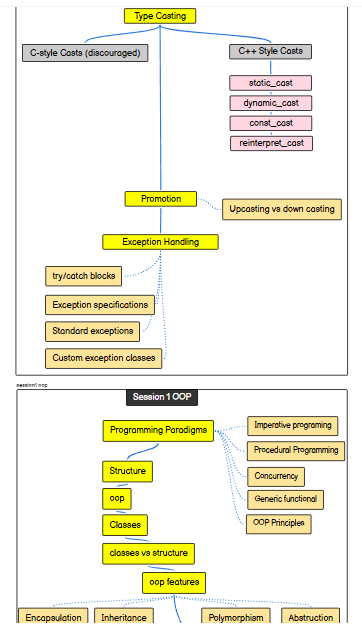 Type Casting
C-style Casts (discouraged)
C++ Style Casts
static_cast
dynamic_cast
const_cast
reinterpret_cast
Promotion
Upcasting vs down casting
Exception Handling
try/catch blocks
Exception specifications
Standard exceptions
Custom exception classes
session1 oop
Session 1 OOP
Programming Paradigms
Imperative programing
Procedural Programming
Structure
Concurrency
oop
Generic functional
Classes
OOP Principles
classes vs structure
oop features
Encapsulation
Inheritance
Polymorphism
Abstraction